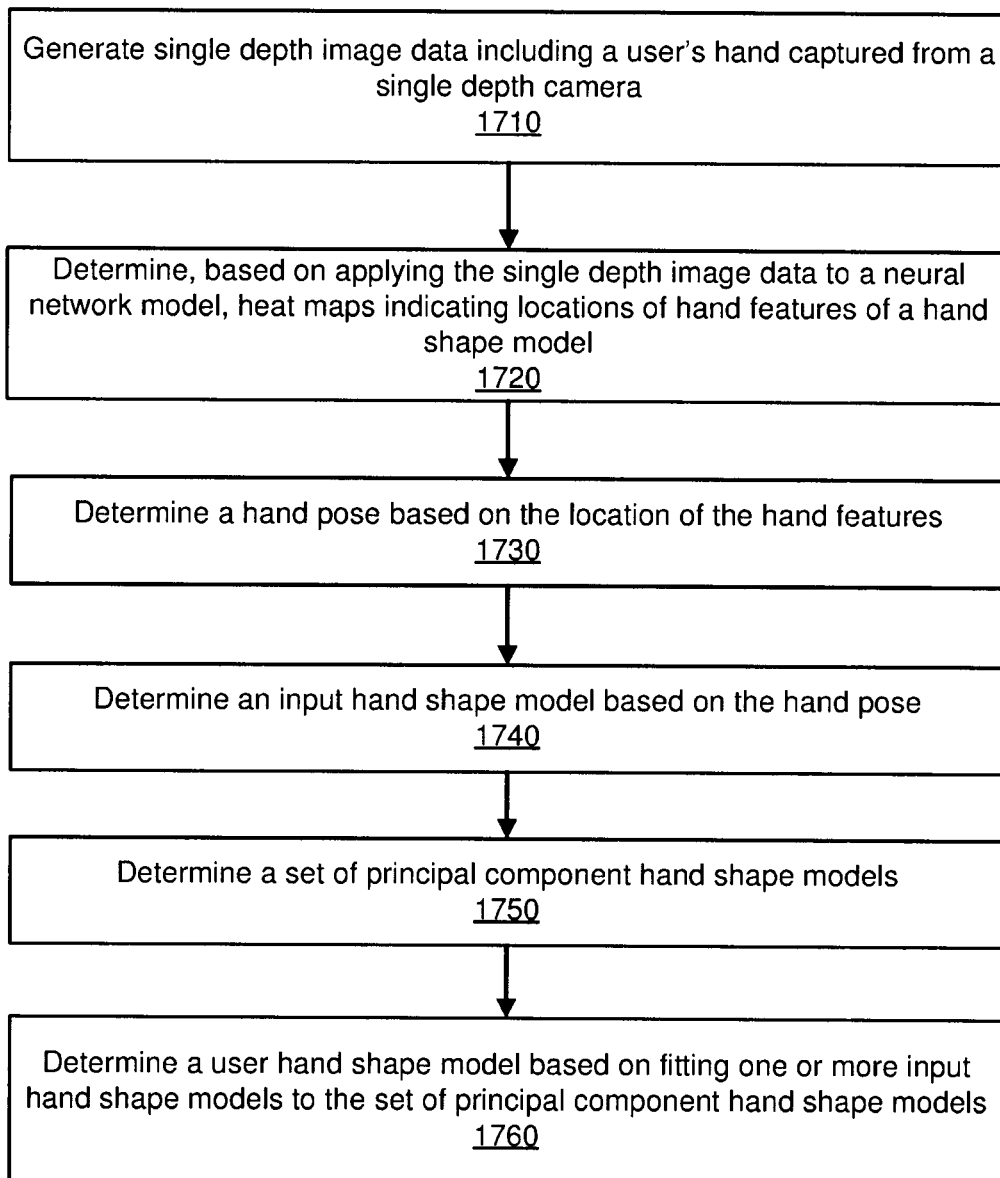 Generate single depth image data including a user's hand captured from a
single depth camera
1710
Determine, based on applying the single depth image data to a neural
network model, heat maps indicating locations of hand features of a hand
shape model
1720
Determine a hand pose based on the location of the hand features
1730
Determine an input hand shape model based on the hand pose
1740
Determine a set of principal component hand shape models
1750
Determine a user hand shape model based on fitting one or more input
hand shape models to the set of principal component hand shape models
1760